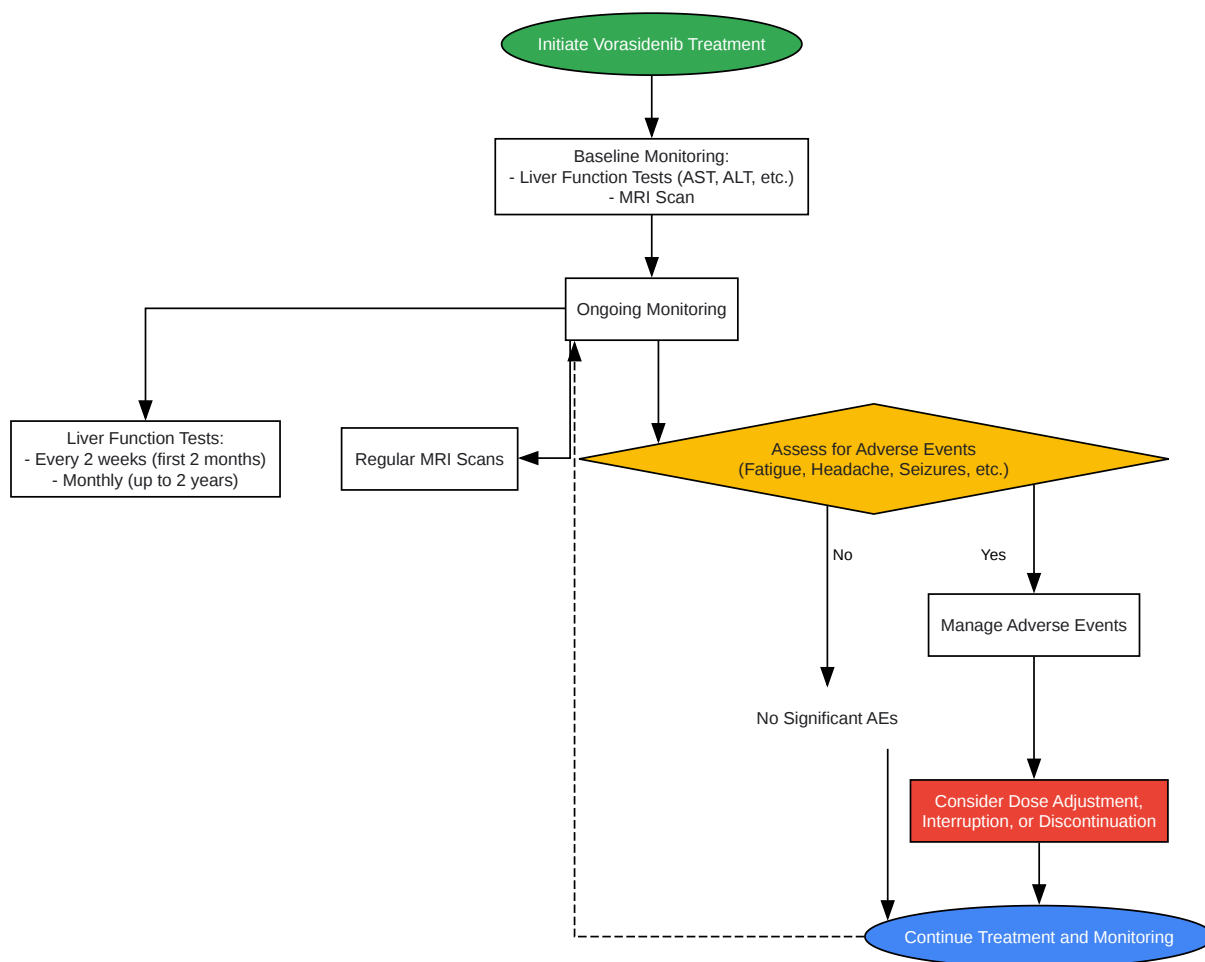 Initiate Vorasidenib Treatment
Baseline Monitoring:
- Liver Function Tests (AST, ALT, etc.)
- MRI Scan
Ongoing Monitoring
Liver Function Tests:
- Every 2 weeks (first 2 months)
- Monthly (up to 2 years)
Regular MRI Scans
Assess for Adverse Events
(Fatigue, Headache, Seizures, etc.)
No
Yes
Manage Adverse Events
No Significant AEs
Consider Dose Adjustment,
Interruption, or Discontinuation
Continue Treatment and Monitoring